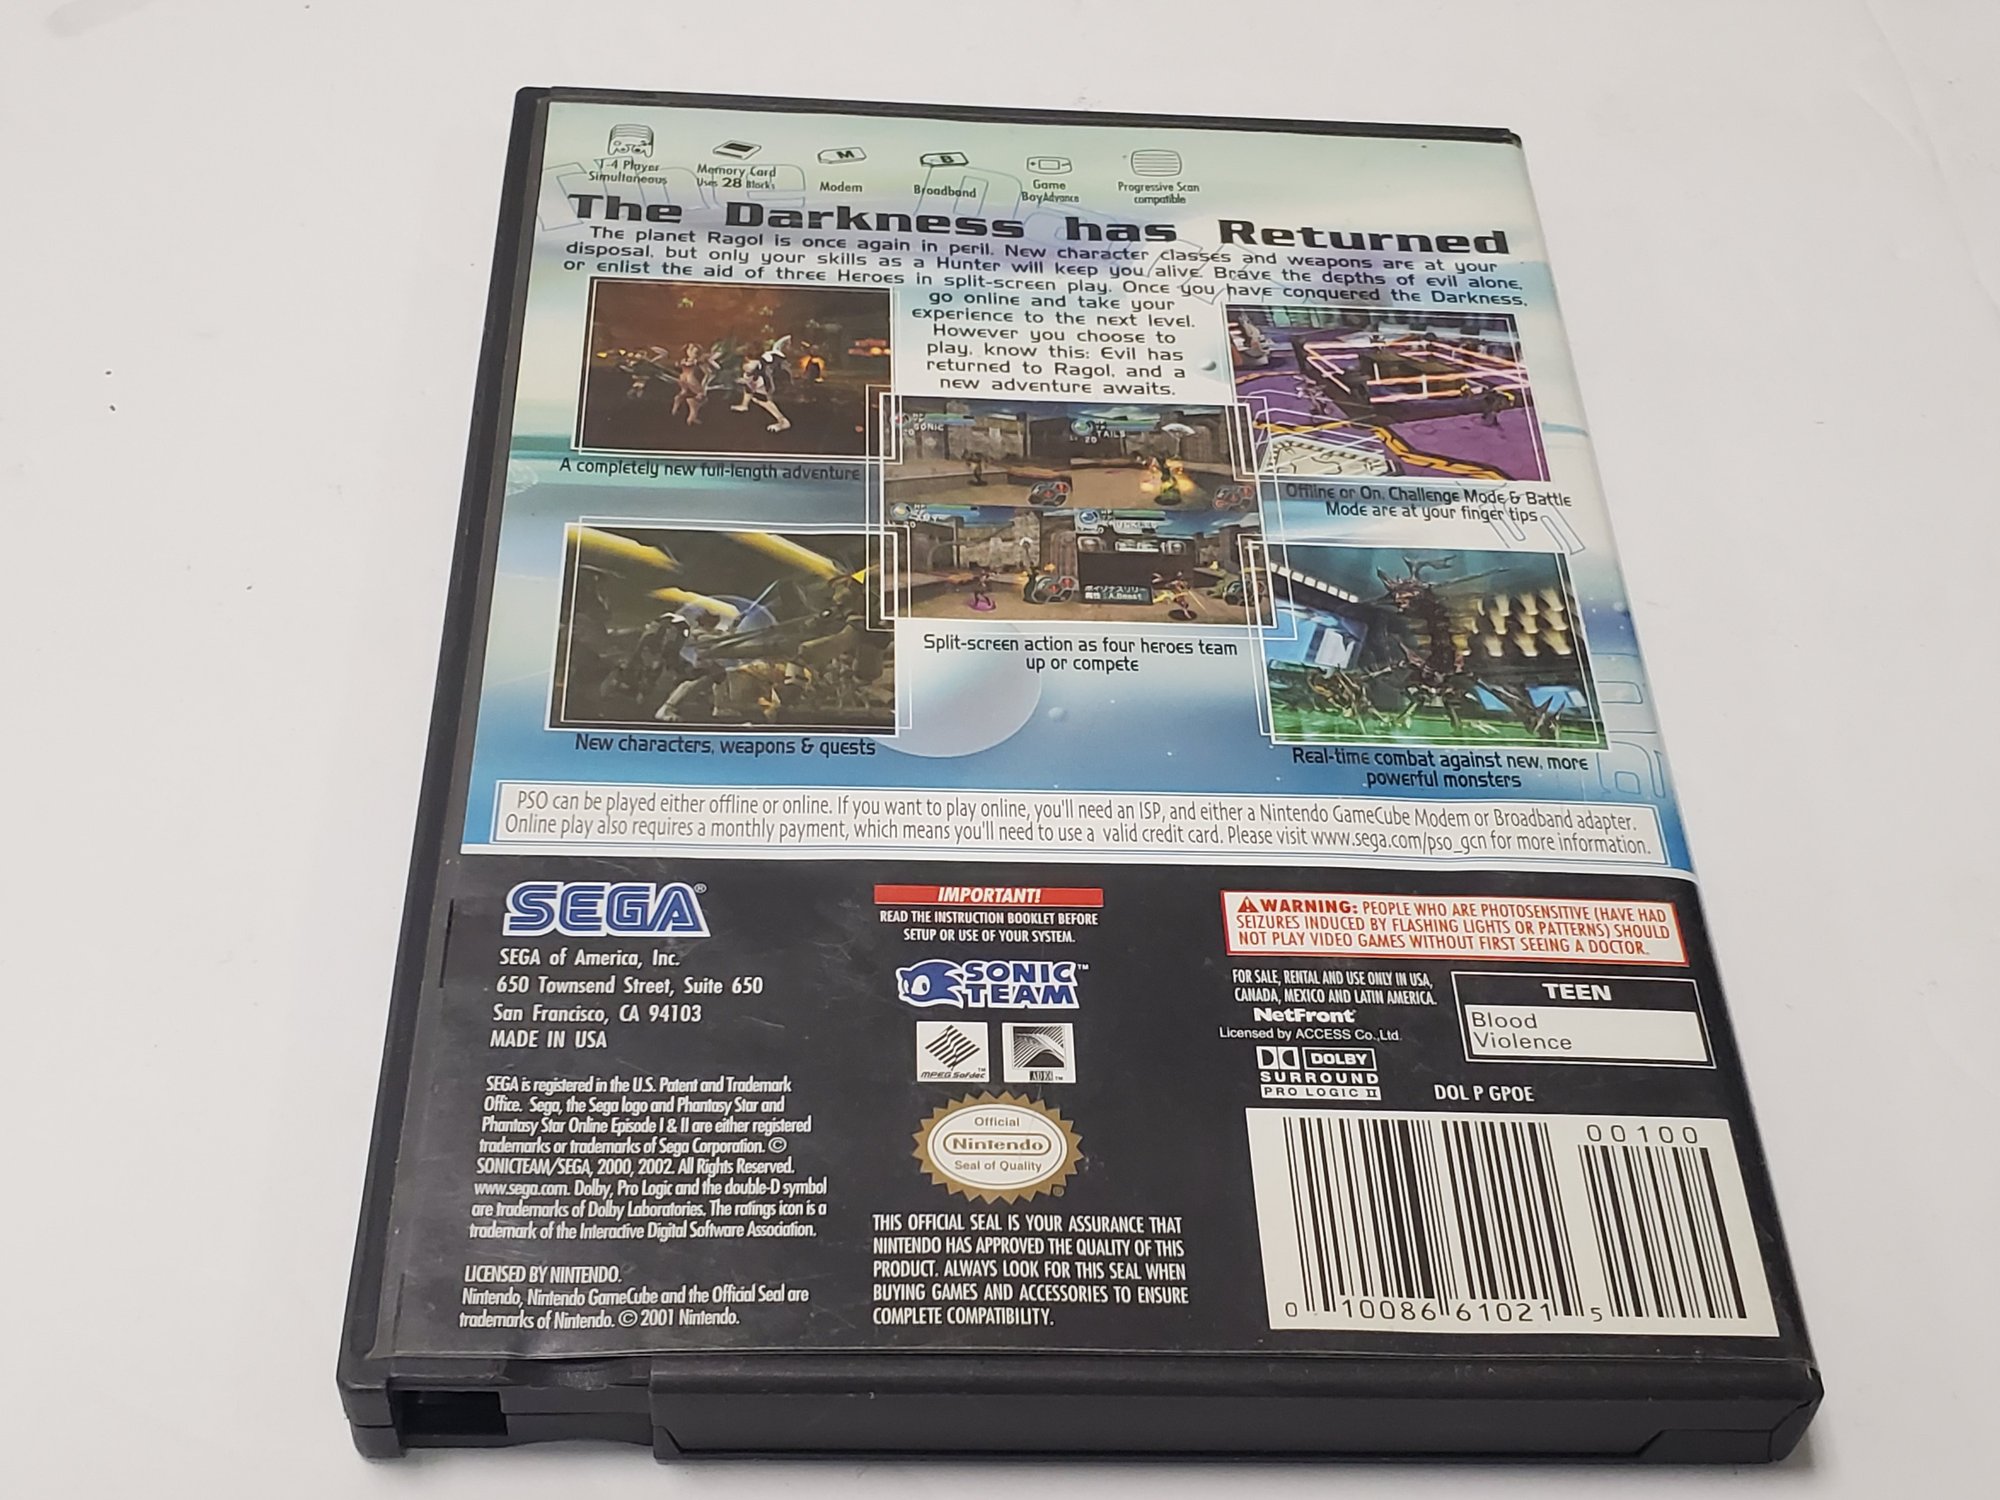 1-4 Player
Simultaneous
Memory Card
Uses 28 Blocks
M
Modem
B
Broadband
Game
BoyAdvance
Progressive Scan
compatible
The Darkness has Returned
The planet Ragol is once again in peril. New character classes and weapons are at your
disposal, but only your skills as a Hunter will keep you alive. Brave the depths of evil alone,
or enlist the aid of three Heroes in split-screen play. Once you have conquered the Darkness,
go online and take your
experience to the next level.
However you choose to
play, know this: Evil has
returned to Ragol, and a
new adventure awaits.
SONIC
20
TAILS
20
A completely new full-length adventure
Offline or On, Challenge Mode & Battle
Mode are at your finger tips
20
KNUCKLES
Split-screen action as four heroes team
up or compete
New characters, weapons & quests
Real-time combat against new, more
powerful monsters
PSO can be played either offline or online. If you want to play online, you'll need an ISP, and either a Nintendo GameCube Modem or Broadband adapter.
Online play also requires a monthly payment, which means you'll need to use a valid credit card. Please visit www.sega.com/pso_gcn for more information.
SEGA®
SEGA of America, Inc.
650 Townsend Street, Suite 650
San Francisco, CA 94103
MADE IN USA
SEGA is registered in the U.S. Patent and Trademark
Office. Sega, the Sega logo and Phantasy Star and
Phantasy Star Online Episode I & II are either registered
trademarks or trademarks of Sega Corporation. ©
SONICTEAM/SEGA, 2000, 2002. All Rights Reserved.
www.sega.com. Dolby, Pro Logic and the double-D symbol
are trademarks of Dolby Laboratories. The ratings icon is a
trademark of the Interactive Digital Software Association.
LICENSED BY NINTENDO.
Nintendo, Nintendo GameCube and the Official Seal are
trademarks of Nintendo. © 2001 Nintendo.
IMPORTANT!
READ THE INSTRUCTION BOOKLET BEFORE
SETUP OR USE OF YOUR SYSTEM.
SONIC™
TEAM
MPEG Sofdec™
ADX™
Official
Nintendo
Seal of Quality
®
THIS OFFICIAL SEAL IS YOUR ASSURANCE THAT
NINTENDO HAS APPROVED THE QUALITY OF THIS
PRODUCT. ALWAYS LOOK FOR THIS SEAL WHEN
BUYING GAMES AND ACCESSORIES TO ENSURE
COMPLETE COMPATIBILITY.
WARNING: PEOPLE WHO ARE PHOTOSENSITIVE (HAVE HAD
SEIZURES INDUCED BY FLASHING LIGHTS OR PATTERNS) SHOULD
NOT PLAY VIDEO GAMES WITHOUT FIRST SEEING A DOCTOR.
FOR SALE, RENTAL AND USE ONLY IN USA,
CANADA, MEXICO AND LATIN AMERICA.
NetFront
Licensed by ACCESS Co.,Ltd.
DOLBY
SURROUND
PRO LOGIC II
TEEN
Blood
Violence
DOL P GPOE
00100
0 10086 61021 5